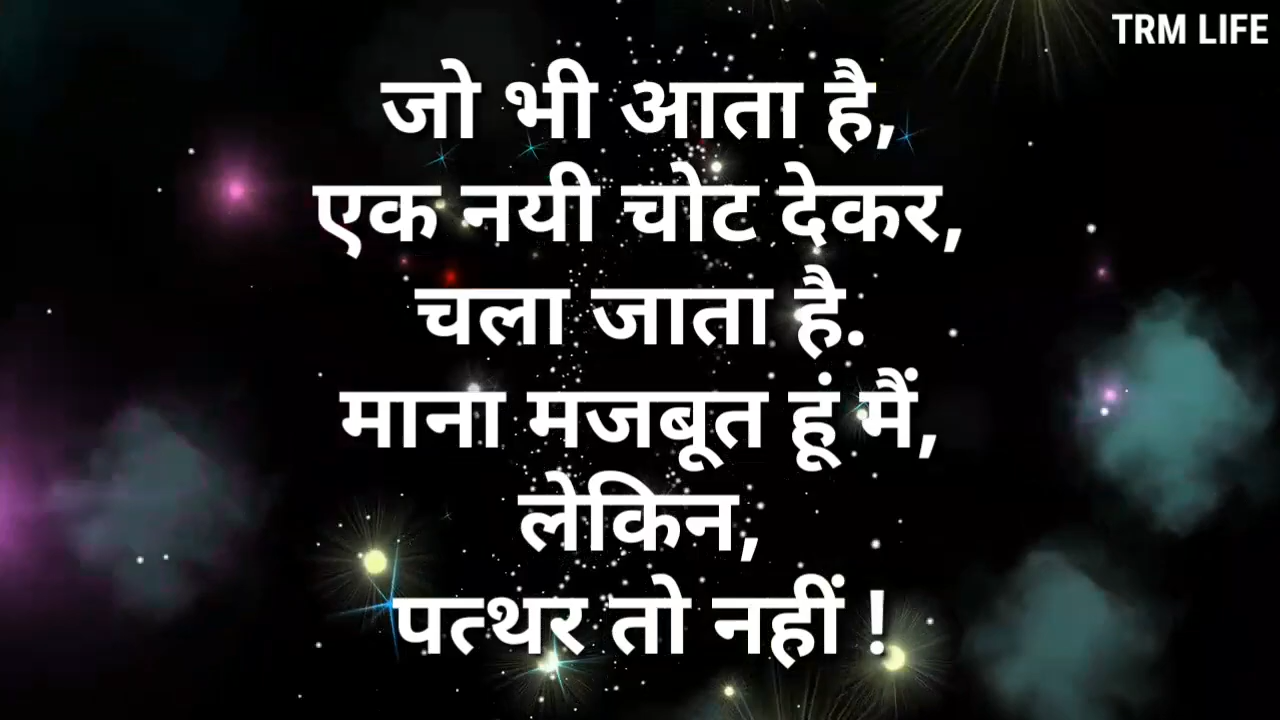 TRM LIFE
जो भी आता है,
एक नयी चोट देकर,
चला जाता है.
माना मजबूत हूं मैं,
लेकिन,
पत्थर तो नहीं !